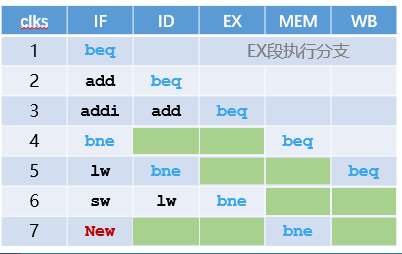 clks IF ID EX MEM WB
1 beq EX段执行分支
2 add beq
3 addi add beq
4 bne beq
5 lw bne beq
6 sw lw bne
7 New bne